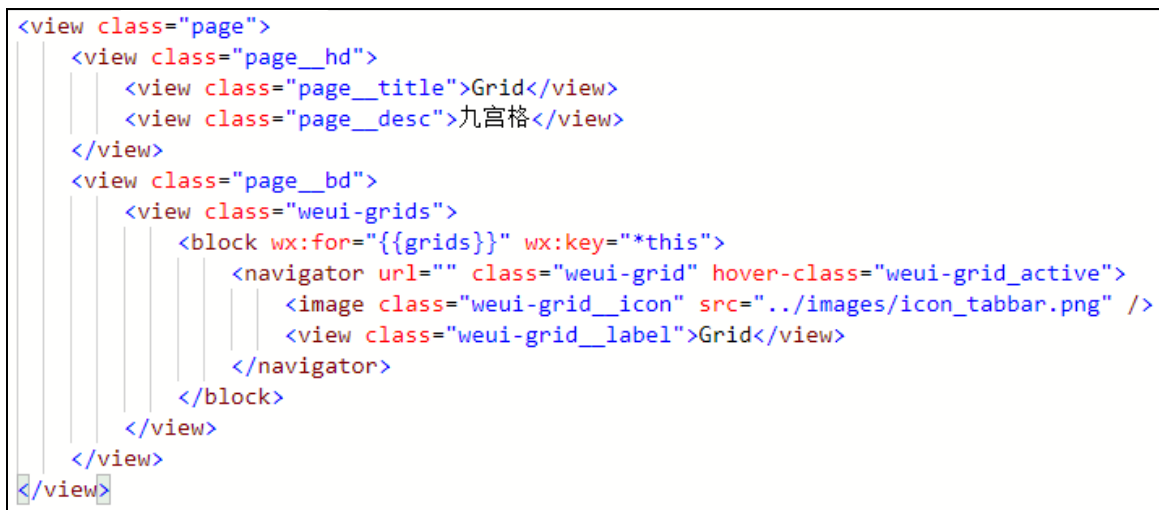 <view class="page">
    <view class="page__hd">
        <view class="page__title">Grid</view>
        <view class="page__desc">九宫格</view>
    </view>
    <view class="page__bd">
        <view class="weui-grids">
            <block wx:for="{{grids}}" wx:key="*this">
                <navigator url="" class="weui-grid" hover-class="weui-grid_active">
                    <image class="weui-grid__icon" src="../images/icon_tabbar.png" />
                    <view class="weui-grid__label">Grid</view>
                </navigator>
            </block>
        </view>
    </view>
</view>